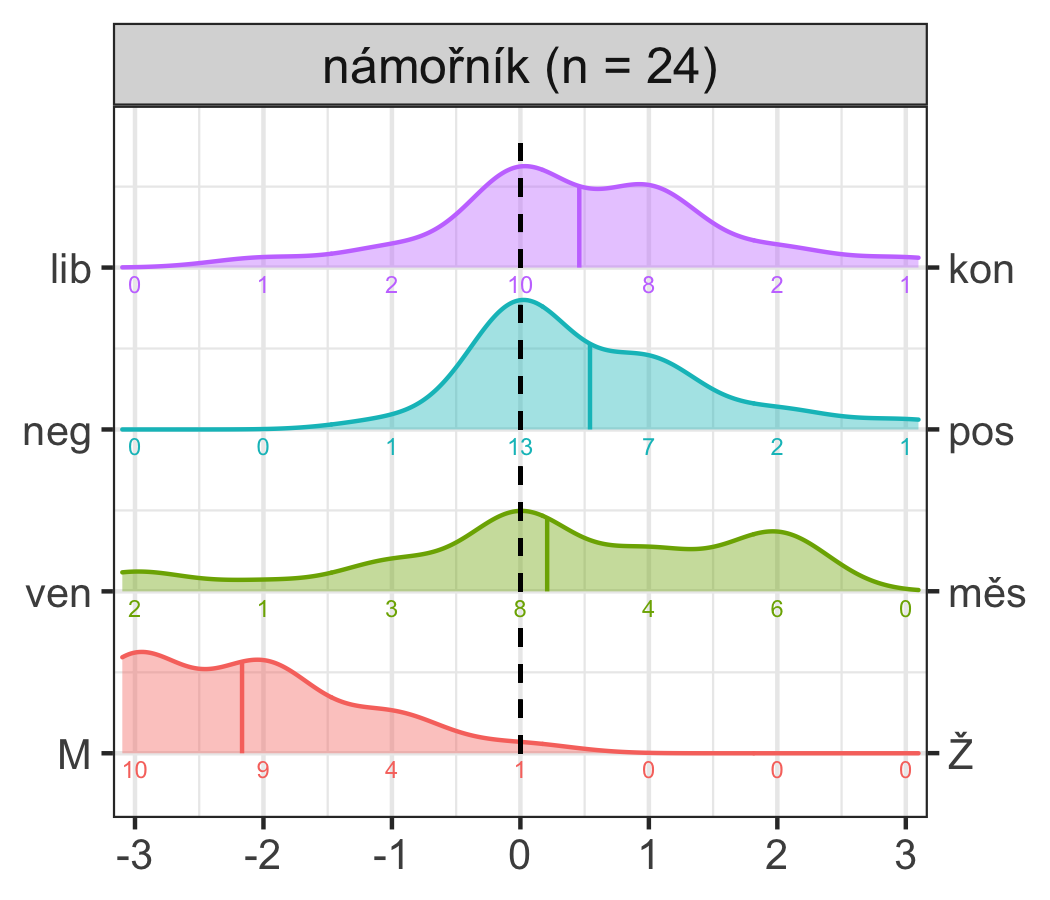 námořník (n = 24)
lib kon
0 1 2 10 8 2 1
neg pos
0 0 1 13 7 2 1
ven měs
2 1 3 8 4 6 0
M Ž
10 9 4 1 0 0 0
-3 -2 -1 0 1 2 3